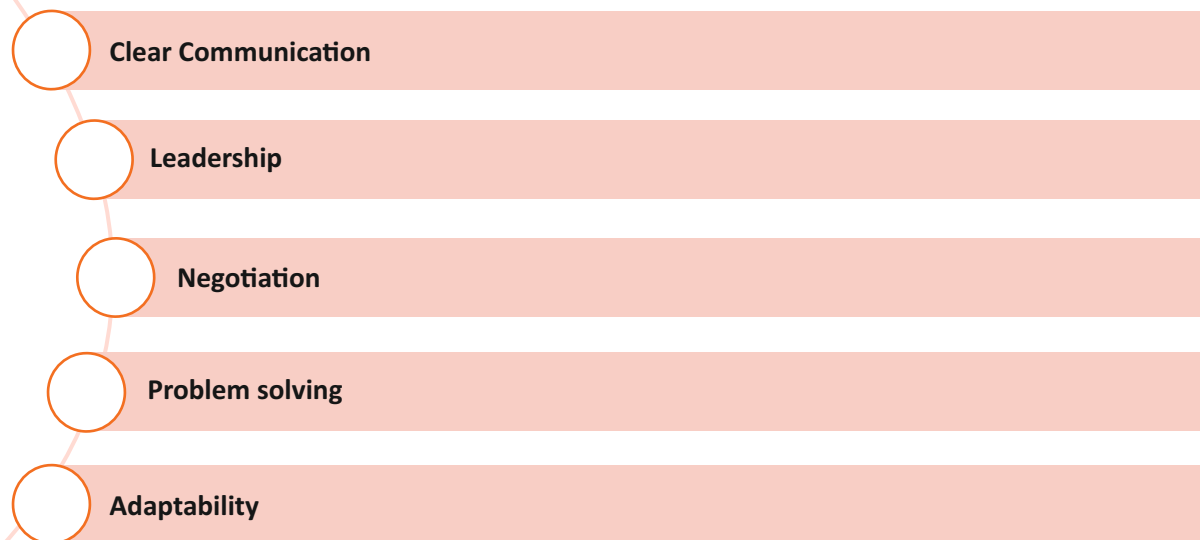 Clear Communication
Leadership
Negotiation
Problem solving
Adaptability